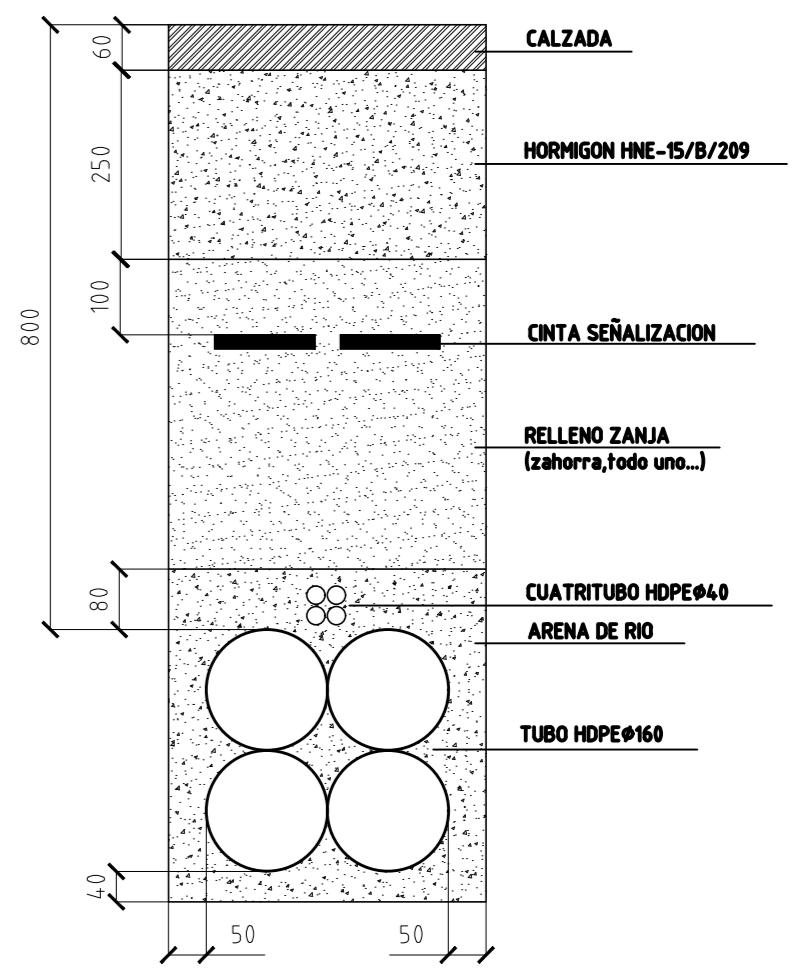 60
CALZADA
250
HORMIGON HNE-15/B/209
100
800
CINTA SEÑALIZACION
RELLENO ZANJA
(zahorra,todo uno...)
80
CUATRITUBO HDPEø40
ARENA DE RIO
TUBO HDPEø160
40
50
50